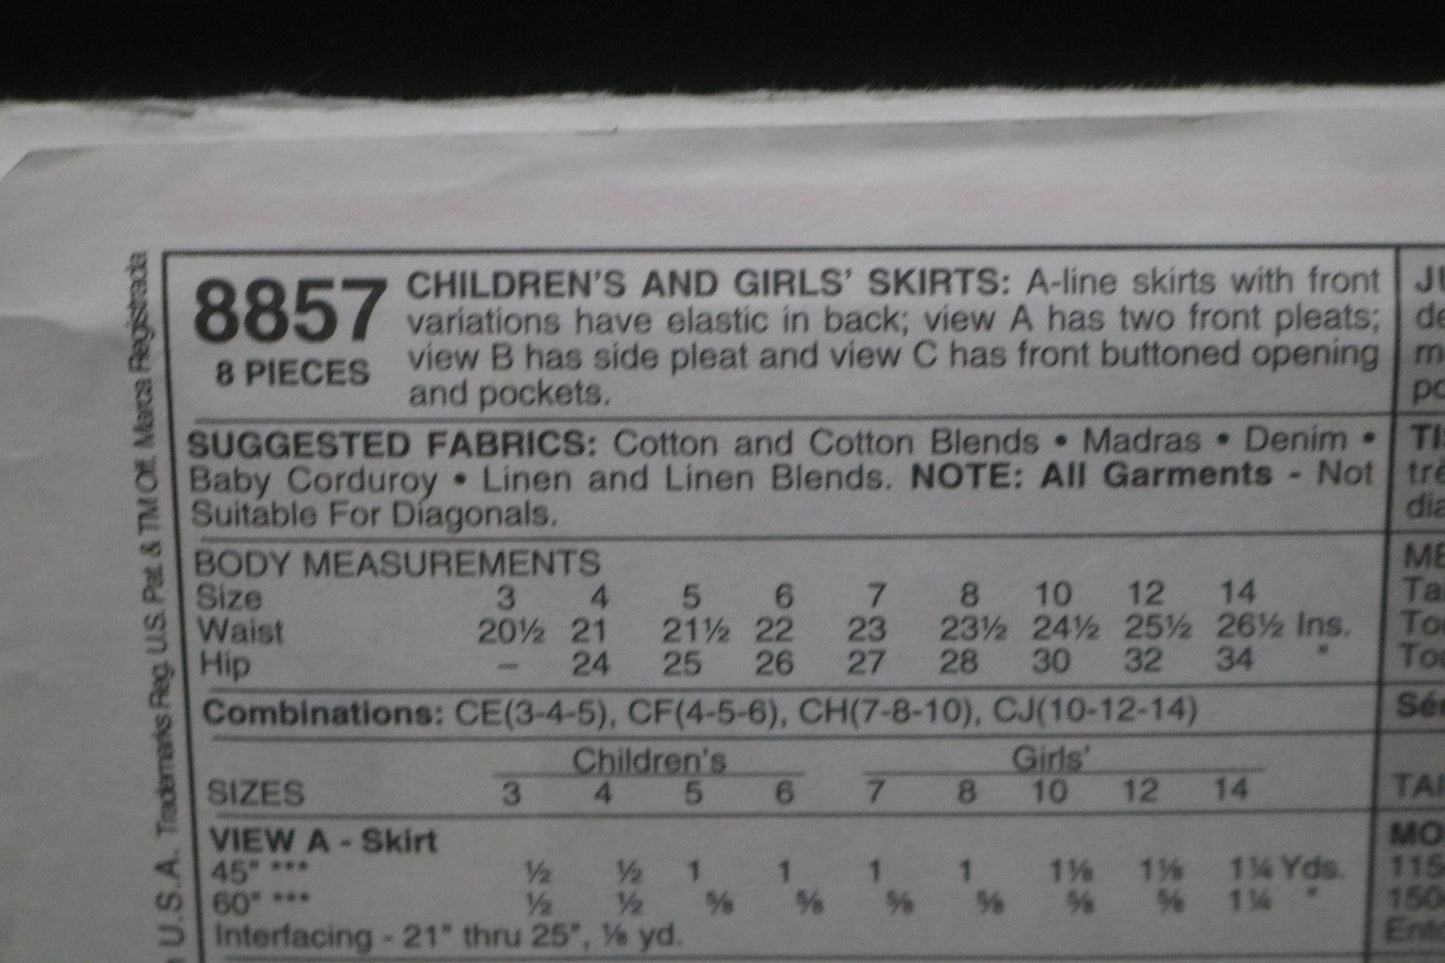 8857
8 PIECES
CHILDREN'S AND GIRLS' SKIRTS: A-line skirts with front
variations have elastic in back; view A has two front pleats;
view B has side pleat and view C has front buttoned opening
and pockets.
SUGGESTED FABRICS: Cotton and Cotton Blends • Madras • Denim •
Baby Corduroy • Linen and Linen Blends. NOTE: All Garments - Not
Suitable For Diagonals.
BODY MEASUREMENTS
Size 3 4 5 6 7 8 10 12 14
Waist 20½ 21 21½ 22 23 23½ 24½ 25½ 26½ Ins.
Hip – 24 25 26 27 28 30 32 34 "
Combinations: CE(3-4-5), CF(4-5-6), CH(7-8-10), CJ(10-12-14)
Children's Girls'
SIZES 3 4 5 6 7 8 10 12 14
VIEW A - Skirt
45" *** ½ ½ 1 1 1 1 1⅛ 1⅛ 1¼ Yds.
60" *** ½ ½ ⅝ ⅝ ⅝ ⅝ ⅝ ⅝ 1¼ "
Interfacing - 21" thru 25", ⅛ yd.
U.S.A. Trademarks Reg. U.S. Pat. & TM Off. Marca Registrada